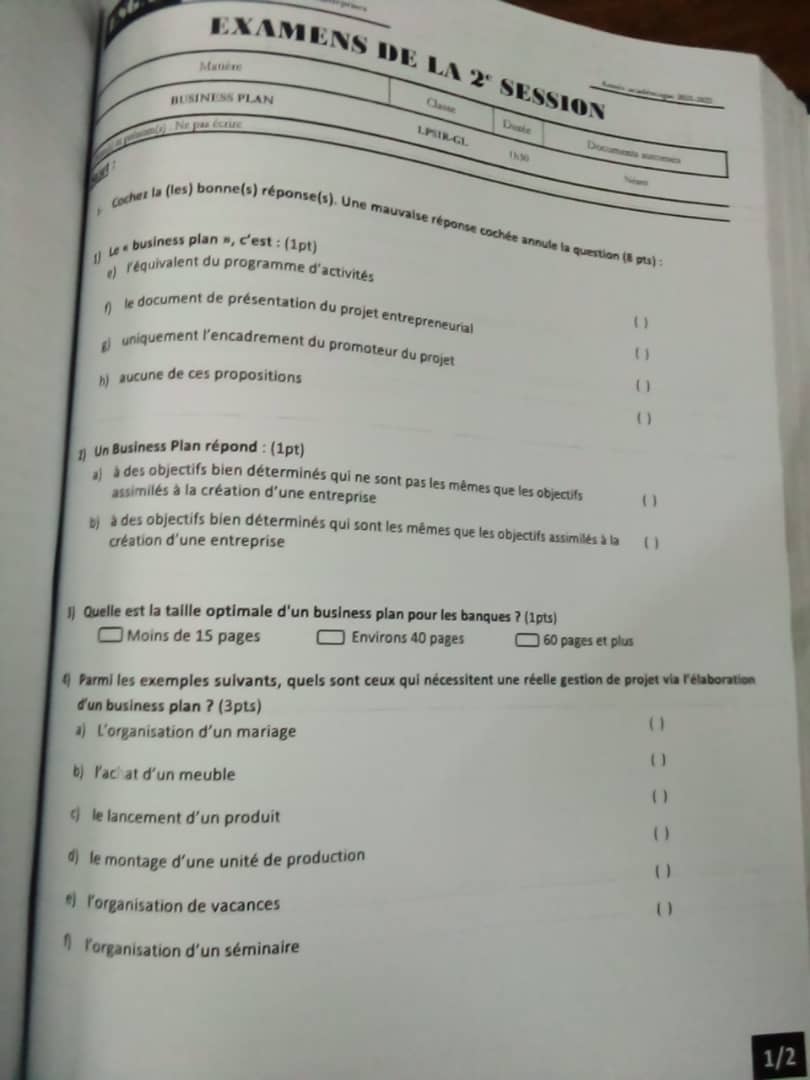 EXAMENS DE LA 2e SESSION
Année académique 2021-2022
Matière
Classe
Durée
Documents autorisés
BUSINESS PLAN
LPSIR-GL
1h30
Néant
prénom(s) : Ne pas écrire
Cochez la (les) bonne(s) réponse(s). Une mauvaise réponse cochée annule la question (8 pts) :
1) Le « business plan », c'est : (1pt)
e) l'équivalent du programme d'activités ( )
f) le document de présentation du projet entrepreneurial ( )
g) uniquement l'encadrement du promoteur du projet ( )
h) aucune de ces propositions ( )
2) Un Business Plan répond : (1pt)
a) à des objectifs bien déterminés qui ne sont pas les mêmes que les objectifs
assimilés à la création d'une entreprise ( )
b) à des objectifs bien déterminés qui sont les mêmes que les objectifs assimilés à la
création d'une entreprise ( )
3) Quelle est la taille optimale d'un business plan pour les banques ? (1pts)
Moins de 15 pages Environs 40 pages 60 pages et plus
4) Parmi les exemples suivants, quels sont ceux qui nécessitent une réelle gestion de projet via l'élaboration
d'un business plan ? (3pts)
a) L'organisation d'un mariage ( )
b) l'achat d'un meuble ( )
c) le lancement d'un produit ( )
d) le montage d'une unité de production ( )
e) l'organisation de vacances ( )
f) l'organisation d'un séminaire ( )
1/2